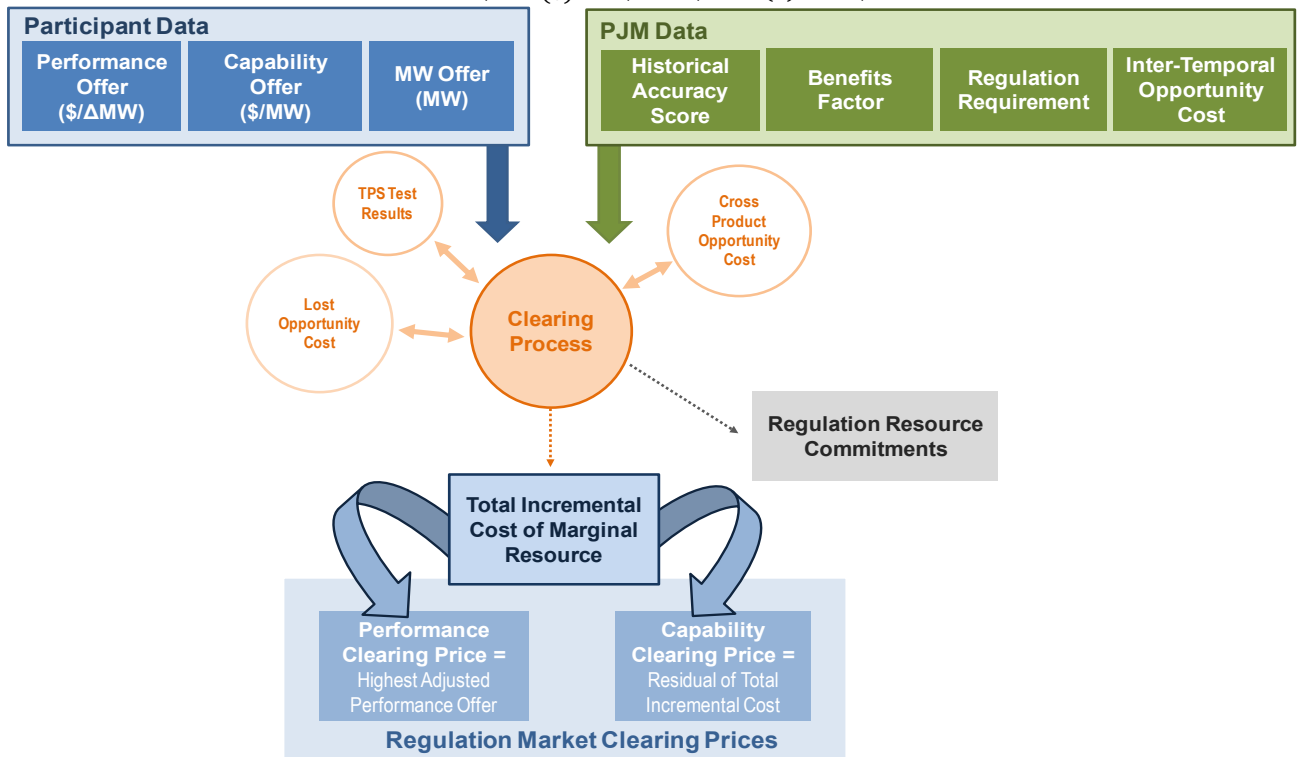 Participant Data
Performance
Offer
($/ΔMW)
Capability
Offer
($/MW)
MW Offer
(MW)
PJM Data
Historical
Accuracy
Score
Benefits
Factor
Regulation
Requirement
Inter-Temporal
Opportunity
Cost
TPS Test
Results
Cross
Product
Opportunity
Cost
Lost
Opportunity
Cost
Clearing
Process
Regulation Resource
Commitments
Total Incremental
Cost of Marginal
Resource
Performance
Clearing Price =
Highest Adjusted
Performance Offer
Capability
Clearing Price =
Residual of Total
Incremental Cost
Regulation Market Clearing Prices